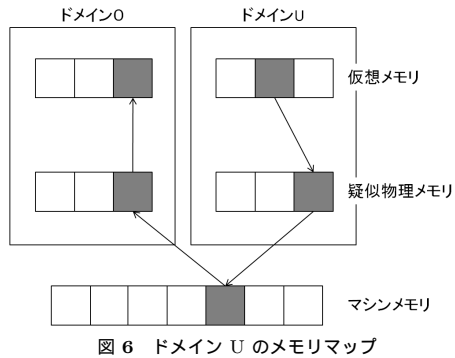 ドメイン0
ドメインU
仮想メモリ
疑似物理メモリ
マシンメモリ
図 6 ドメイン U のメモリマップ